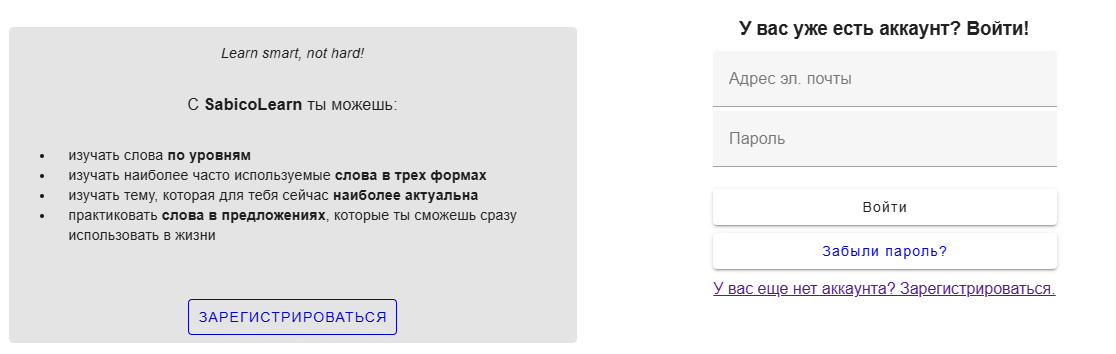 Learn smart, not hard!
С SabicoLearn ты можешь:
• изучать слова по уровням
• изучать наиболее часто используемые слова в трех формах
• изучать тему, которая для тебя сейчас наиболее актуальна
• практиковать слова в предложениях, которые ты сможешь сразу
использовать в жизни
ЗАРЕГИСТРИРОВАТЬСЯ
У вас уже есть аккаунт? Войти!
Адрес эл. почты
Пароль
Войти
Забыли пароль?
У вас еще нет аккаунта? Зарегистрироваться.